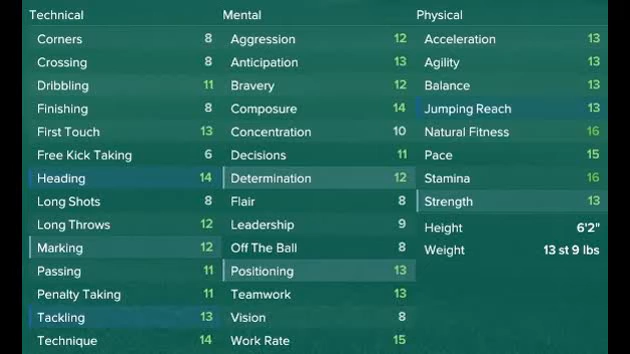 Technical Mental Physical
Corners 8 Aggression 12 Acceleration 13
Crossing 8 Anticipation 13 Agility 13
Dribbling 11 Bravery 12 Balance 13
Finishing 8 Composure 14 Jumping Reach 13
First Touch 13 Concentration 10 Natural Fitness 16
Free Kick Taking 6 Decisions 11 Pace 15
Heading 14 Determination 12 Stamina 16
Long Shots 8 Flair 8 Strength 13
Long Throws 12 Leadership 9 Height 6'2"
Marking 12 Off The Ball 8 Weight 13 st 9 lbs
Passing 11 Positioning 13
Penalty Taking 11 Teamwork 13
Tackling 13 Vision 8
Technique 14 Work Rate 15